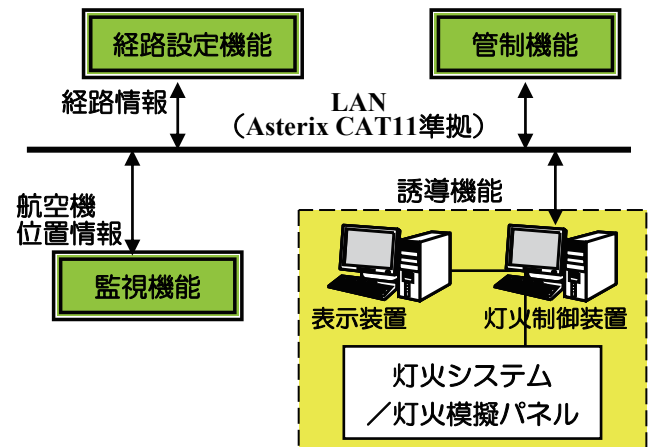 経路設定機能
管制機能
経路情報
LAN
（Asterix CAT11準拠）
誘導機能
航空機
位置情報
監視機能
表示装置
灯火制御装置
灯火システム
／灯火模擬パネル